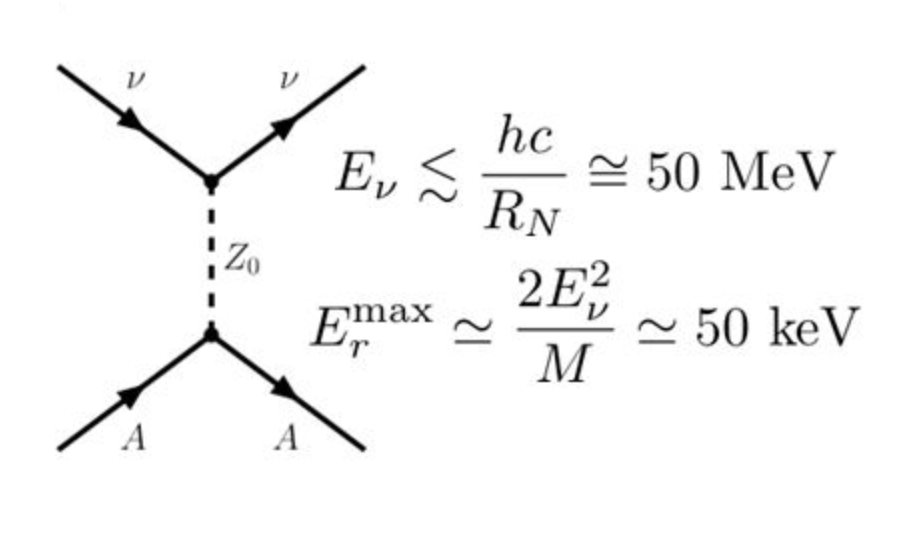 ν ν
E_ν ≲ hc/R_N ≅ 50 MeV
Z_0
E_r^max ≃ 2E_ν^2/M ≃ 50 keV
A A